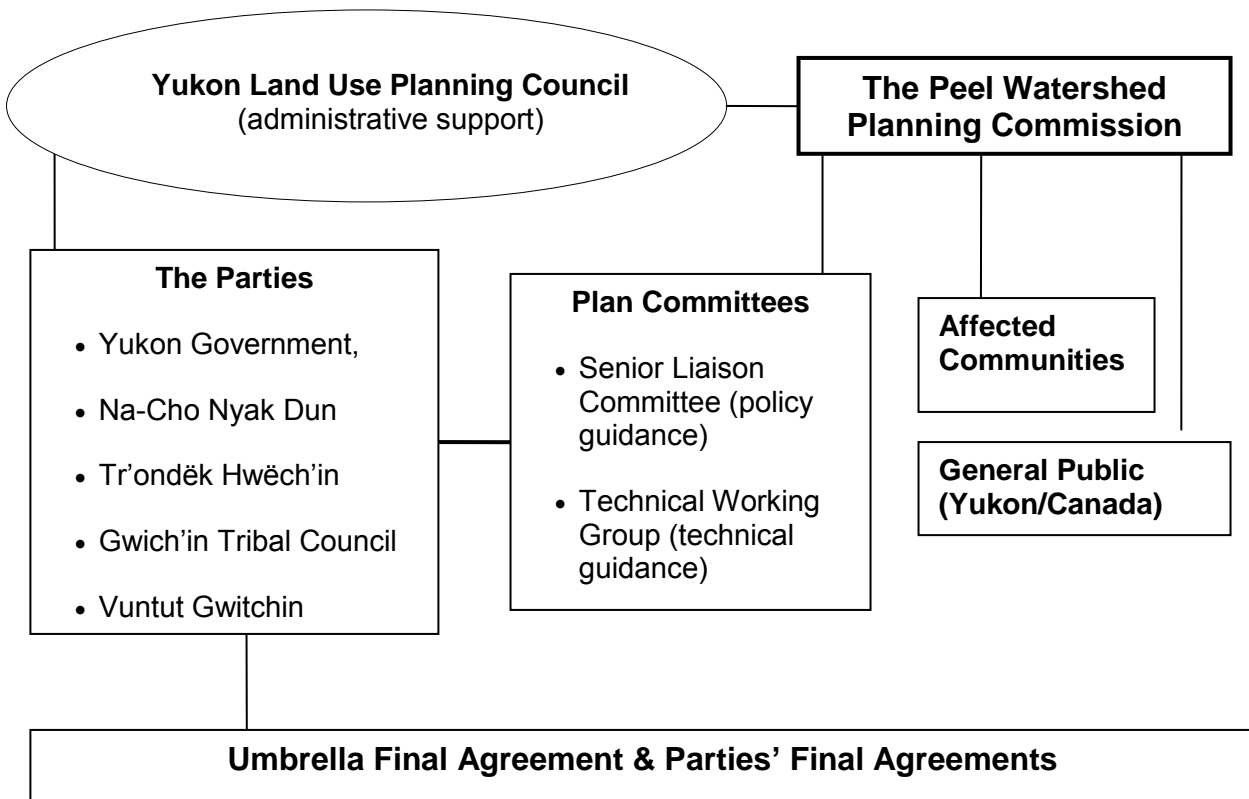 Yukon Land Use Planning Council
(administrative support)
The Peel Watershed
Planning Commission
The Parties
• Yukon Government,
• Na-Cho Nyak Dun
• Tr’ondëk Hwëch’in
• Gwich’in Tribal Council
• Vuntut Gwitchin
Plan Committees
• Senior Liaison
Committee (policy
guidance)
• Technical Working
Group (technical
guidance)
Affected
Communities
General Public
(Yukon/Canada)
Umbrella Final Agreement & Parties’ Final Agreements